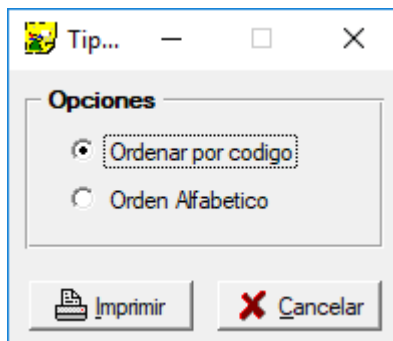 Tip...
Opciones
Ordenar por codigo
Orden Alfabetico
Imprimir
Cancelar